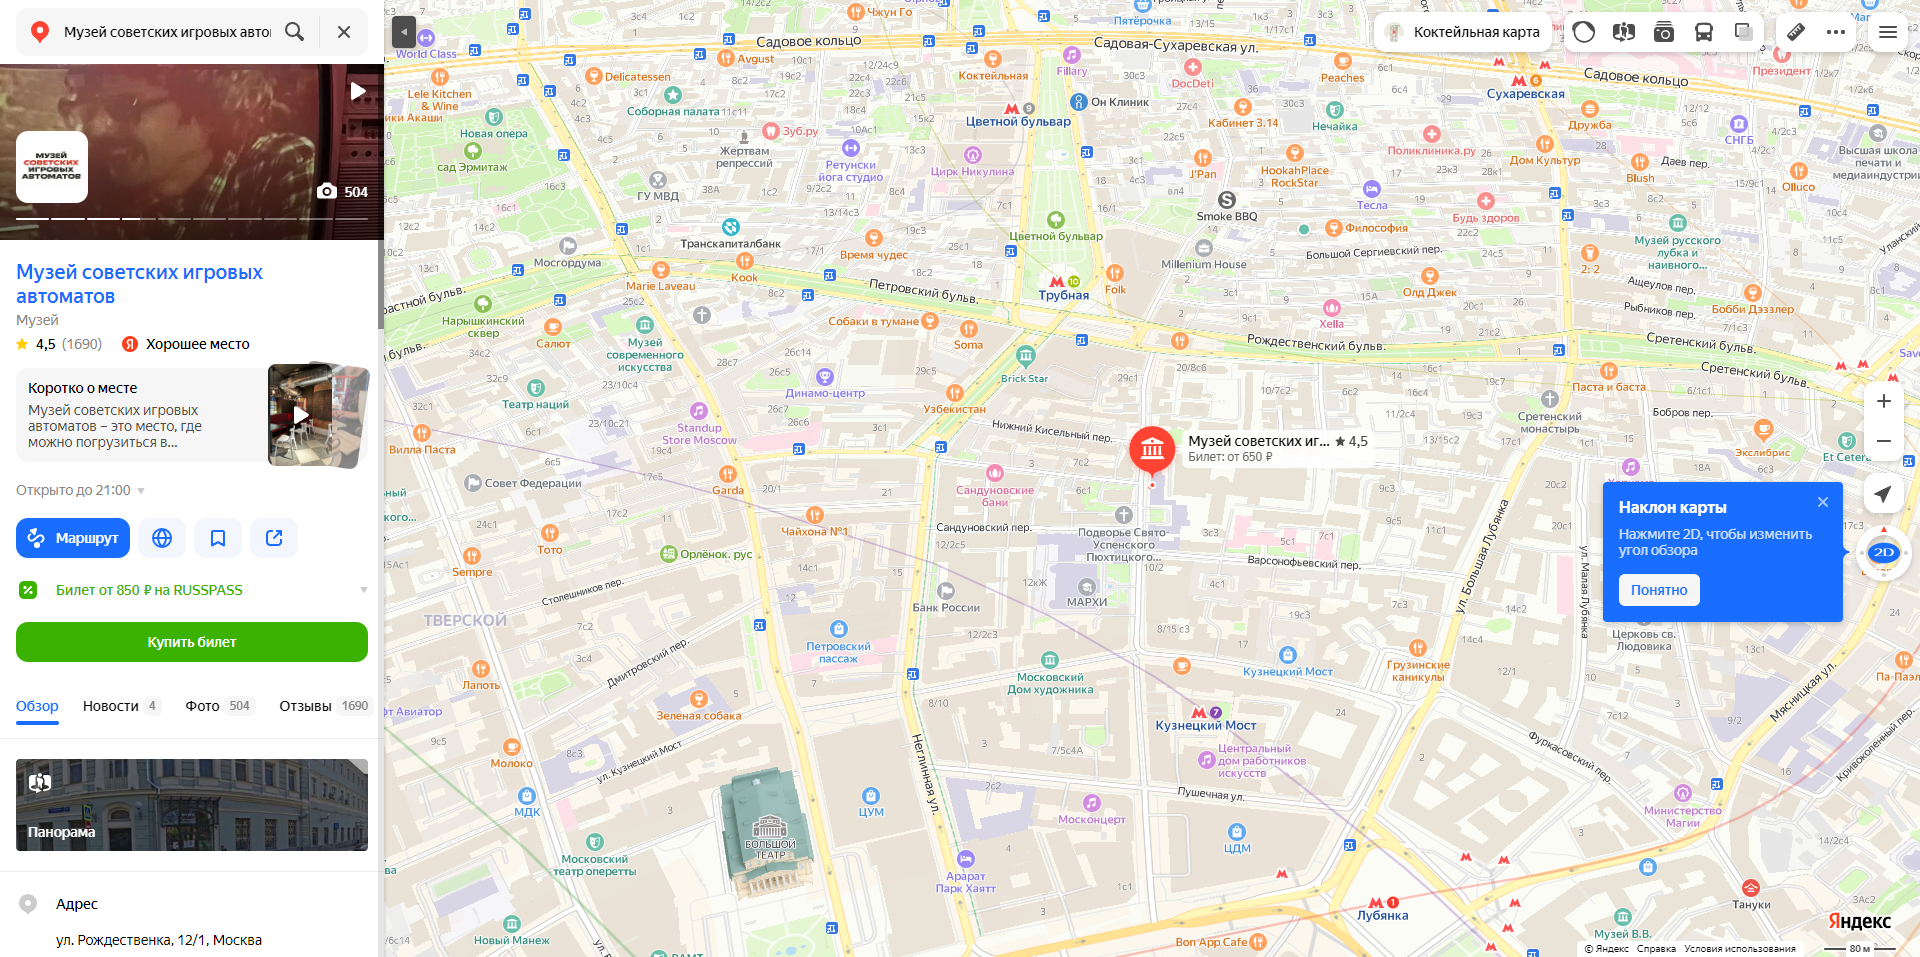 Музей советских игровых авто
504
МУЗЕЙ
СОВЕТСКИХ
ИГРОВЫХ
АВТОМАТОВ
Музей советских игровых
автоматов
Музей
4,5 (1690)
Хорошее место
Коротко о месте
Музей советских игровых
автоматов – это место, где
можно погрузиться в...
Открыто до 21:00
Маршрут
Билет от 850 ₽ на RUSSPASS
Купить билет
Обзор
Новости 4
Фото 504
Отзывы 1690
Панорама
Адрес
ул. Рождественка, 12/1, Москва
Коктейльная карта
Садовое кольцо
Садовая-Сухаревская ул.
Садовое кольцо
World Class
Чжун Го
Пятёрочка
Delicatessen
Avgust
Коктейльная
Fillary
DocDeti
Peaches
Сухаревская
Президент
Lele Kitchen
& Wine
Соборная палата
Новая опера
сад Эрмитаж
Зуб.ру
Жертвам
репрессий
Ретунски
йога студио
Цирк Никулина
Цветной бульвар
Он Клиник
Кабинет 3.14
Нечайка
Поликлиника.ру
Дружба
Дом Культур
СНГБ
Высшая школа
печати и
медиаиндустрии
Даев пер.
Blush
Olluco
J'Pan
HookahPlace
RockStar
Тесла
Будь здоров
ГУ МВД
Smoke BBQ
Транскапиталбанк
Мосгордума
Время чудес
Kook
Marie Laveau
Цветной бульвар
Философия
Большой Сергиевский пер.
Millenium House
Музей русского
лубка и
наивного...
2: 2
Ащеулов пер.
Рыбников пер.
Бобби Дэззлер
Олд Джек
Xella
Folk
Трубная
Петровский бульв.
Нарышкинский
сквер
Салют
Музей
современного
искусства
Собаки в тумане
Soma
Рождественский бульв.
Сретенский бульв.
Сретенский бульв.
Brick Star
Театр наций
Динамо-центр
Узбекистан
Standup
Store Moscow
Вилла Паста
Нижний Кисельный пер.
Музей советских иг... 4,5
Билет: от 650 ₽
Паста и баста
Сретенский
монастырь
Бобров пер.
Экслибрис
Et Cetera
Совет Федерации
Garda
Сандуновские
бани
Чайхона №1
Сандуновский пер.
Подворье Свято-
Успенского
Пюхтицкого...
Тото
Sempre
Орлёнок. рус
Столешников пер.
Варсонофьевский пер.
ул. Большая Лубянка
ул. Малая Лубянка
Наклон карты
Нажмите 2D, чтобы изменить
угол обзора
Понятно
2D
ТВЕРСКОЙ
Банк России
МАРХИ
Петровский
пассаж
Дмитровский пер.
Лапоть
Зеленая собака
Московский
Дом художника
Кузнецкий Мост
Грузинские
каникулы
Церковь св.
Людовика
Мясницкая ул.
Кузнецкий Мост
Центральный
дом работников
искусств
Фуркасовский пер.
Кривоколенный пер.
Молоко
ул. Кузнецкий Мост
Неглинная ул.
МДК
ЦУМ
БОЛЬШОЙ
ТЕАТР
Московский
театр оперетты
Пушечная ул.
Москонцерт
ЦДМ
Министерство
Магии
Арарат
Парк Хаятт
Лубянка
Тануки
Музей В.В.
Новый Манеж
Bon App Cafe
Яндекс
© Яндекс Справка Условия использования
80 м